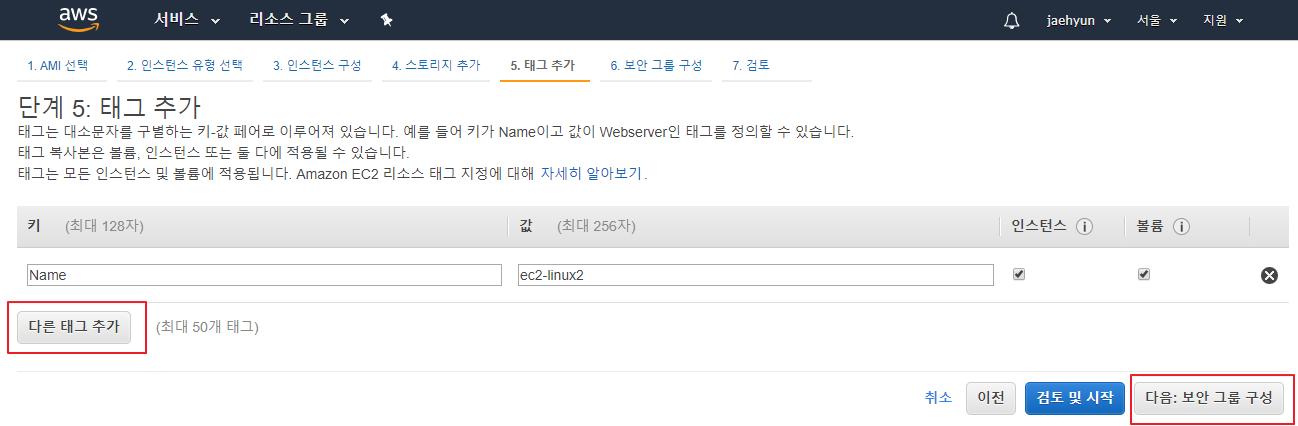 aws 서비스 리소스 그룹 jaehyun 서울 지원
1. AMI 선택 2. 인스턴스 유형 선택 3. 인스턴스 구성 4. 스토리지 추가 5. 태그 추가 6. 보안 그룹 구성 7. 검토
단계 5: 태그 추가
태그는 대소문자를 구별하는 키-값 페어로 이루어져 있습니다. 예를 들어 키가 Name이고 값이 Webserver인 태그를 정의할 수 있습니다.
태그 복사본은 볼륨, 인스턴스 또는 둘 다에 적용될 수 있습니다.
태그는 모든 인스턴스 및 볼륨에 적용됩니다. Amazon EC2 리소스 태그 지정에 대해 자세히 알아보기.
키 (최대 128자) 값 (최대 256자) 인스턴스 볼륨
Name ec2-linux2
다른 태그 추가 (최대 50개 태그)
취소 이전 검토 및 시작 다음: 보안 그룹 구성